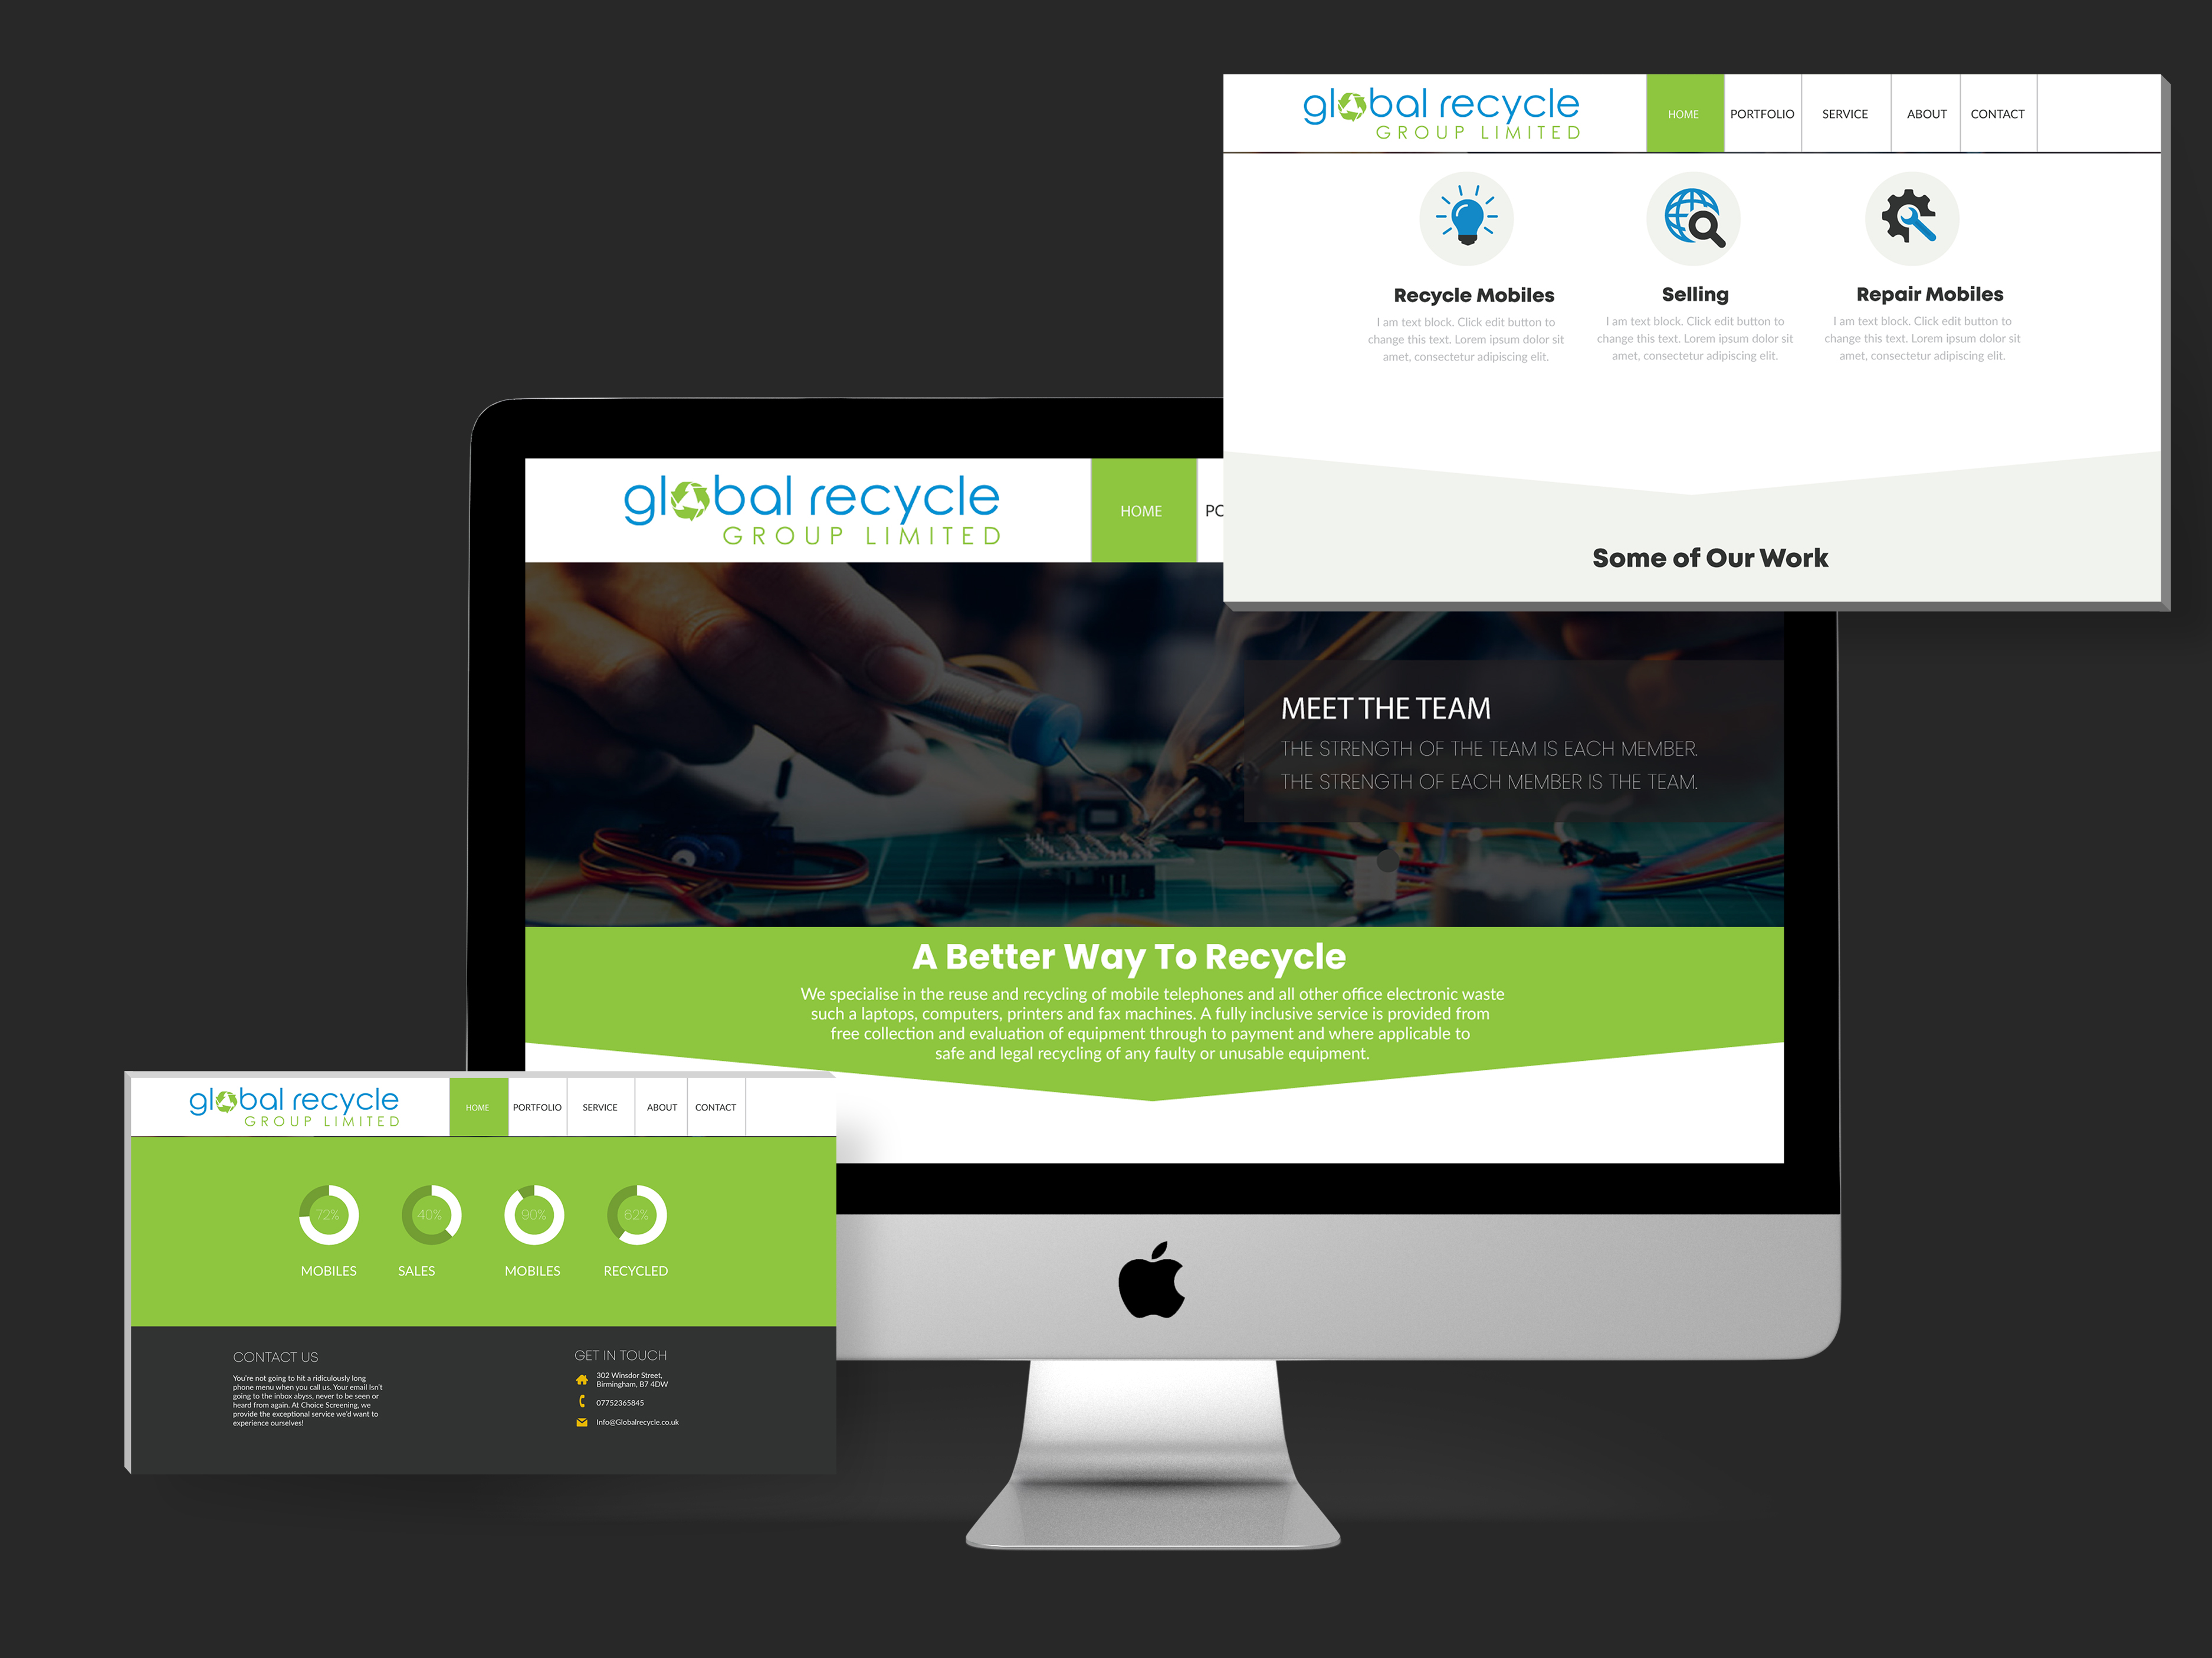 global recycle
GROUP LIMITED
HOME
PORTFOLIO
SERVICE
ABOUT
CONTACT
Recycle Mobiles
I am text block. Click edit button to
change this text. Lorem ipsum dolor sit
amet, consectetur adipiscing elit.
Selling
I am text block. Click edit button to
change this text. Lorem ipsum dolor sit
amet, consectetur adipiscing elit.
Repair Mobiles
I am text block. Click edit button to
change this text. Lorem ipsum dolor sit
amet, consectetur adipiscing elit.
Some of Our Work
global recycle
GROUP LIMITED
HOME
PO
MEET THE TEAM
THE STRENGTH OF THE TEAM IS EACH MEMBER.
THE STRENGTH OF EACH MEMBER IS THE TEAM.
A Better Way To Recycle
We specialise in the reuse and recycling of mobile telephones and all other office electronic waste
such a laptops, computers, printers and fax machines. A fully inclusive service is provided from
free collection and evaluation of equipment through to payment and where applicable to
safe and legal recycling of any faulty or unusable equipment.
global recycle
GROUP LIMITED
HOME
PORTFOLIO
SERVICE
ABOUT
CONTACT
72%
40%
90%
62%
MOBILES
SALES
MOBILES
RECYCLED
CONTACT US
You're not going to hit a ridiculously long
phone menu when you call us. Your email Isn't
going to the inbox abyss, never to be seen or
heard from again. At Choice Screening, we
provide the exceptional service we'd want to
experience ourselves!
GET IN TOUCH
302 Winsdor Street,
Birmingham, B7 4DW
07752365845
Info@Globalrecycle.co.uk